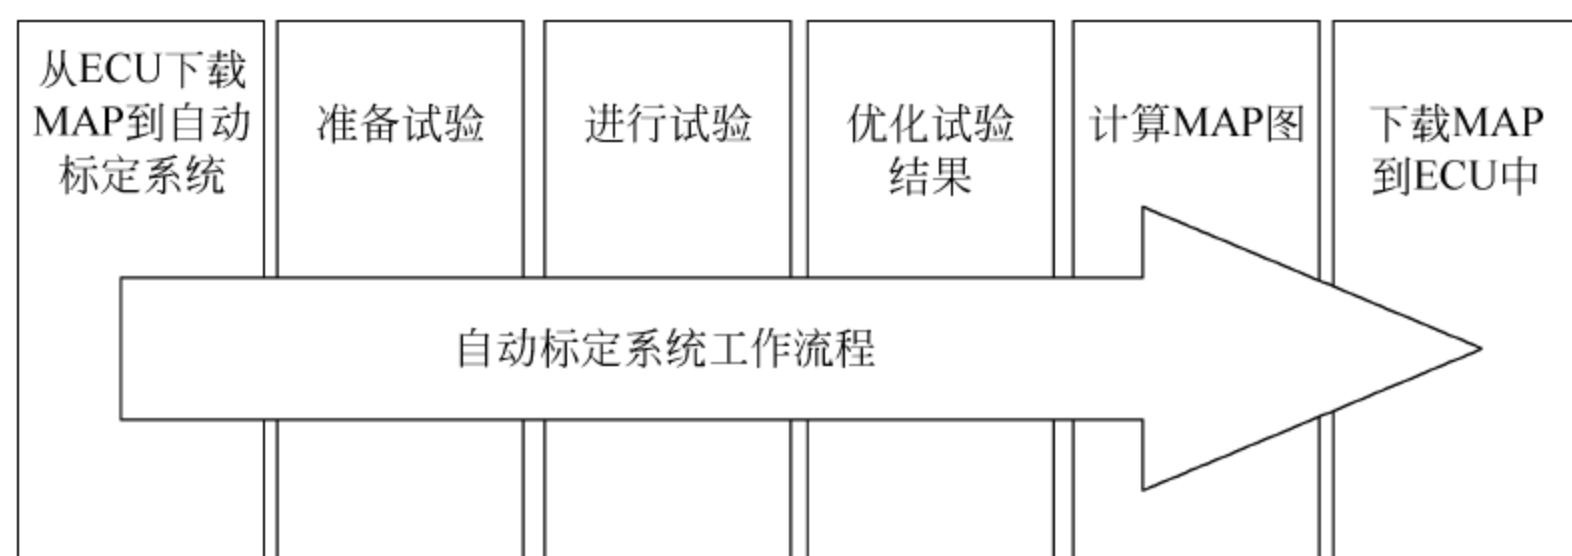 从ECU下载
MAP到自动
标定系统
准备试验
进行试验
优化试验
结果
计算MAP图
下载MAP
到ECU中
自动标定系统工作流程